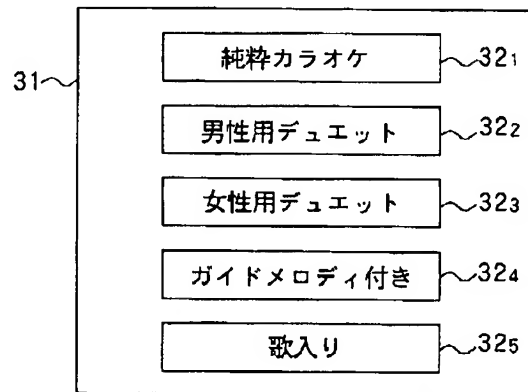 純粋カラオケ 32₁
31
男性用デュエット 32₂
女性用デュエット 32₃
ガイドメロディ付き 32₄
歌入り 32₅